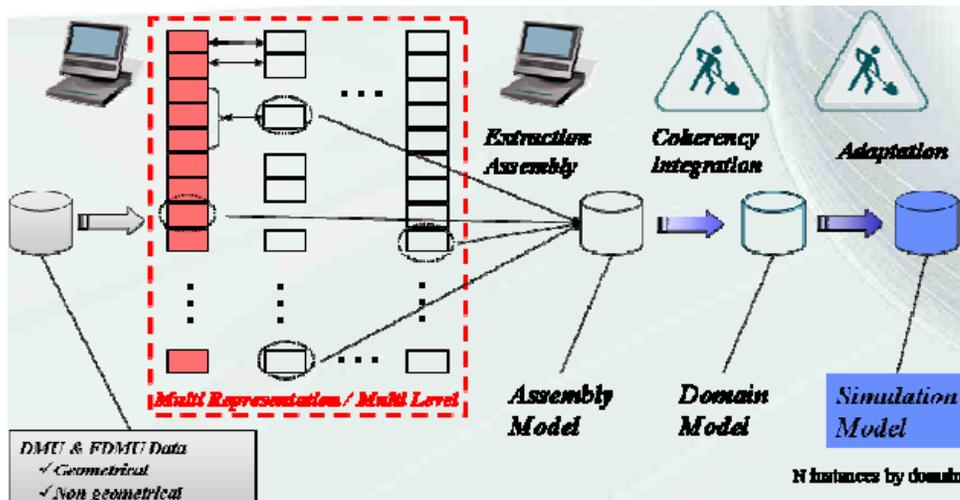 Extraction
Assembly
Coherency
Integration
Adaptation
Multi Representation / Multi Level
Assembly
Model
Domain
Model
Simulation
Model
DMU & FDMU Data
✓ Geometrical
✓ Non geometrical
N instances by domain